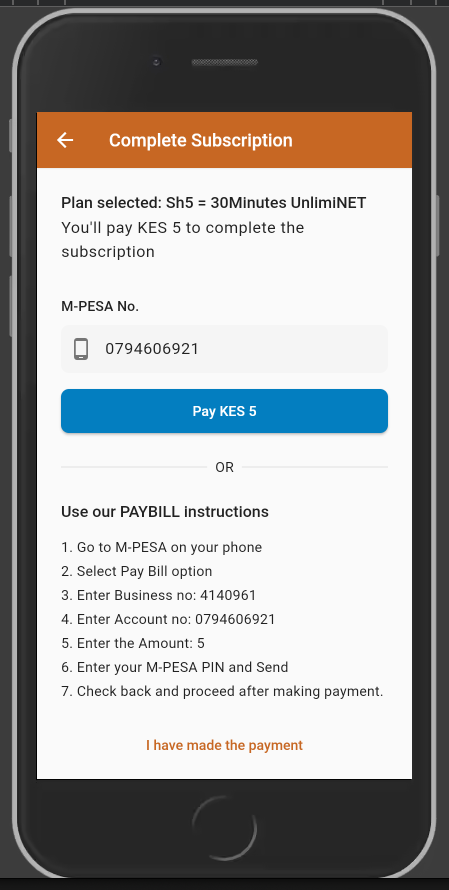 Complete Subscription
Plan selected: Sh5 = 30Minutes UnlimiNET
You'll pay KES 5 to complete the
subscription
M-PESA No.
0794606921
Pay KES 5
OR
Use our PAYBILL instructions
1. Go to M-PESA on your phone
2. Select Pay Bill option
3. Enter Business no: 4140961
4. Enter Account no: 0794606921
5. Enter the Amount: 5
6. Enter your M-PESA PIN and Send
7. Check back and proceed after making payment.
I have made the payment